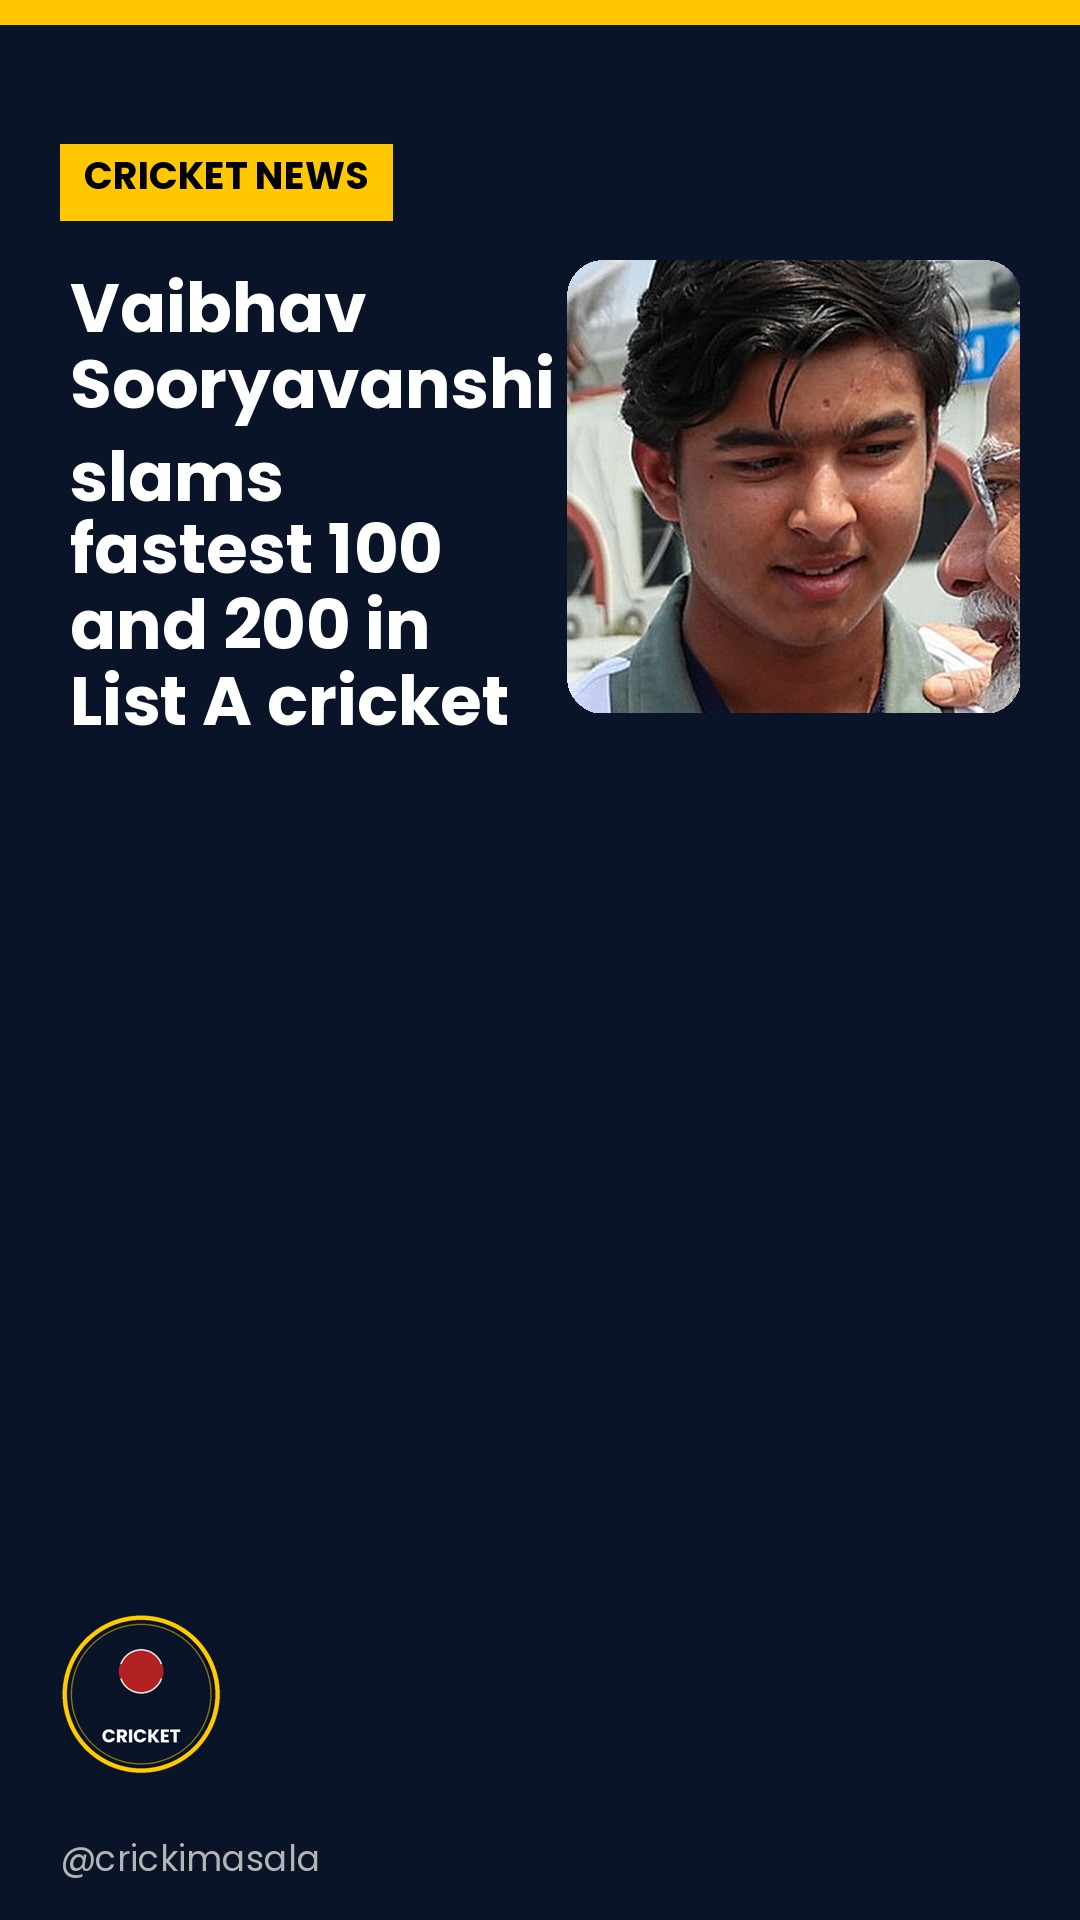 CRICKET NEWS
Vaibhav
Sooryavanshi
slams
fastest 100
and 200 in
List A cricket
CRICKET
@crickimasala